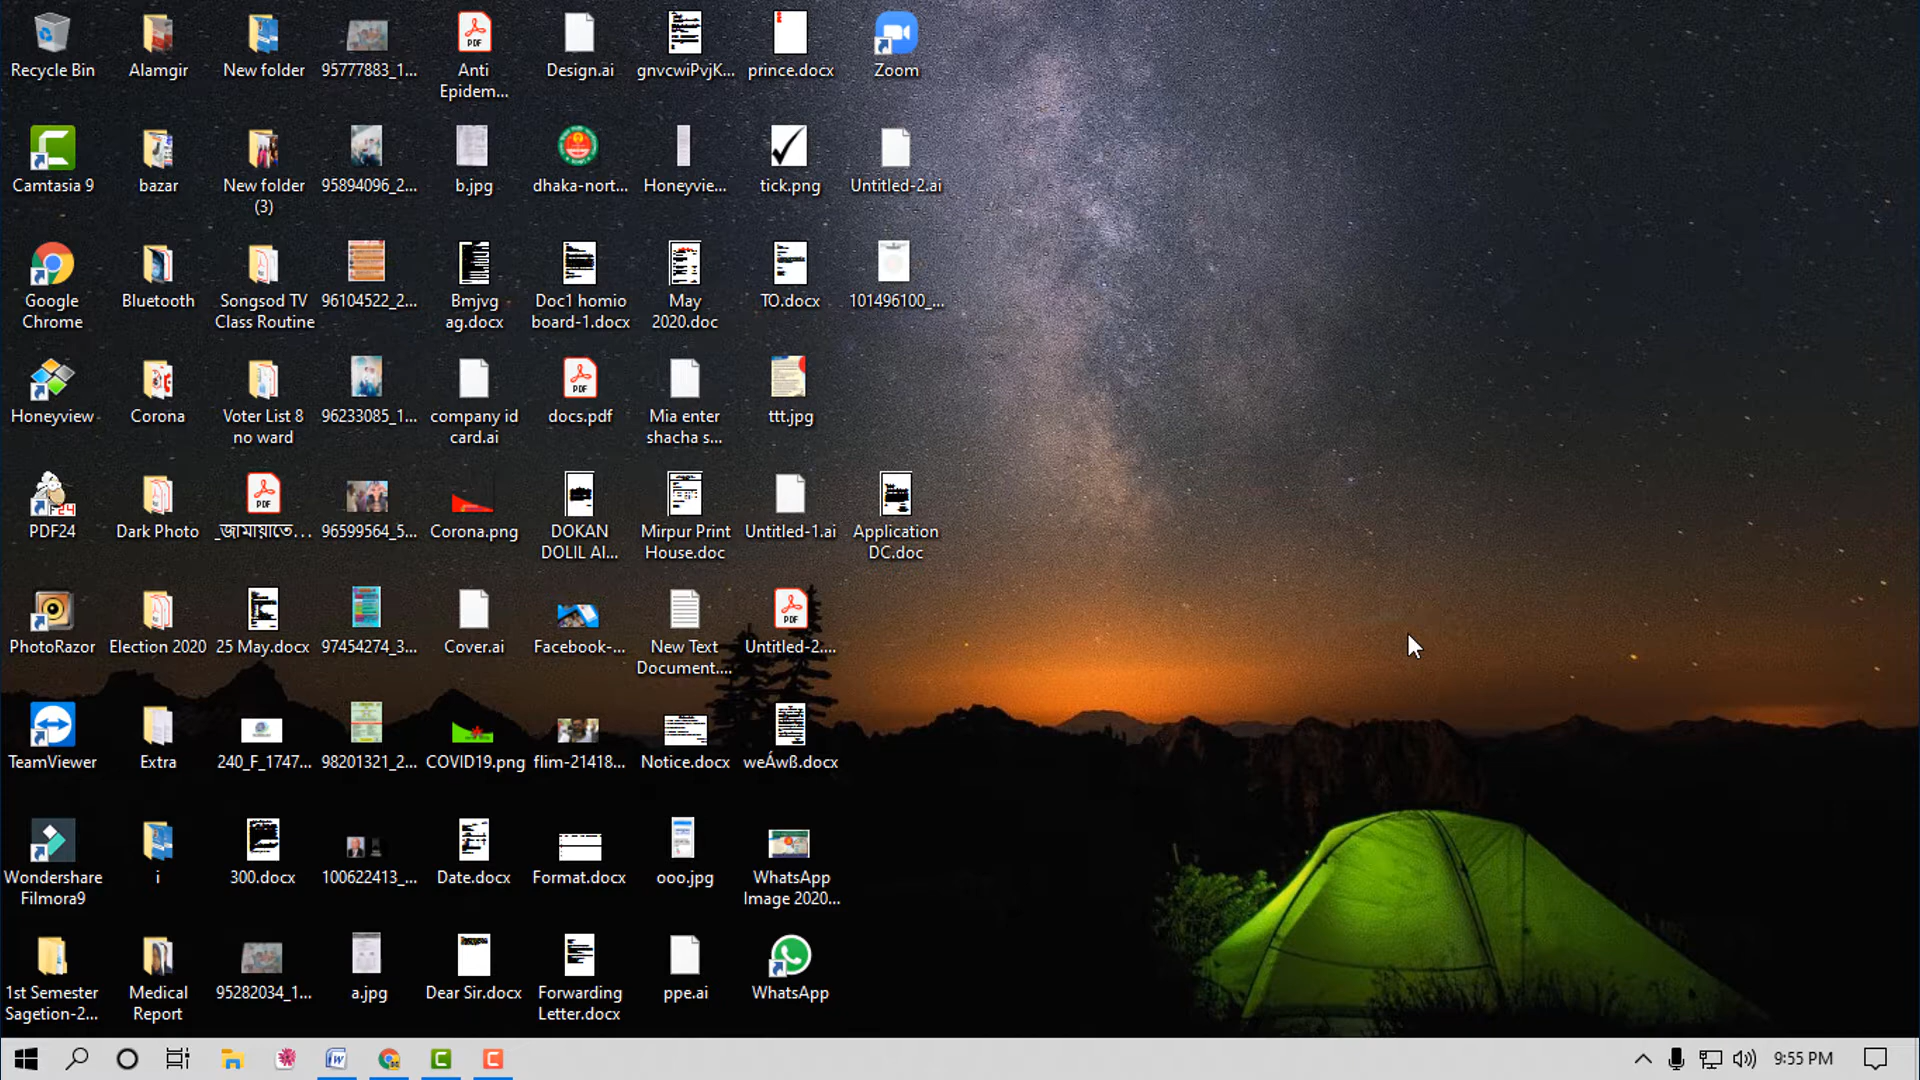 Recycle Bin
Alamgir
New folder
95777883_1...
Anti
Epidem...
Design.ai
gnvcwiPvjK...
prince.docx
Zoom
Camtasia 9
bazar
New folder
(3)
95894096_2...
b.jpg
dhaka-nort...
Honeyvie...
tick.png
Untitled-2.ai
Google
Chrome
Bluetooth
Songsod TV
Class Routine
96104522_2...
Bmjvg
ag.docx
Doc1 homio
board-1.docx
May
2020.doc
TO.docx
101496100_...
Honeyview
Corona
Voter List 8
no ward
96233085_1...
company id
card.ai
docs.pdf
Mia enter
shacha s...
ttt.jpg
PDF24
Dark Photo
_জামায়াতে...
96599564_5...
Corona.png
DOKAN
DOLIL AI...
Mirpur Print
House.doc
Untitled-1.ai
Application
DC.doc
PhotoRazor
Election 2020
25 May.docx
97454274_3...
Cover.ai
Facebook-...
New Text
Document....
Untitled-2....
TeamViewer
Extra
240_F_1747...
98201321_2...
COVID19.png
flim-21418...
Notice.docx
weÁwß.docx
Wondershare
Filmora9
i
300.docx
100622413_...
Date.docx
Format.docx
ooo.jpg
WhatsApp
Image 2020...
1st Semester
Sagetion-2...
Medical
Report
95282034_1...
a.jpg
Dear Sir.docx
Forwarding
Letter.docx
ppe.ai
WhatsApp
9:55 PM